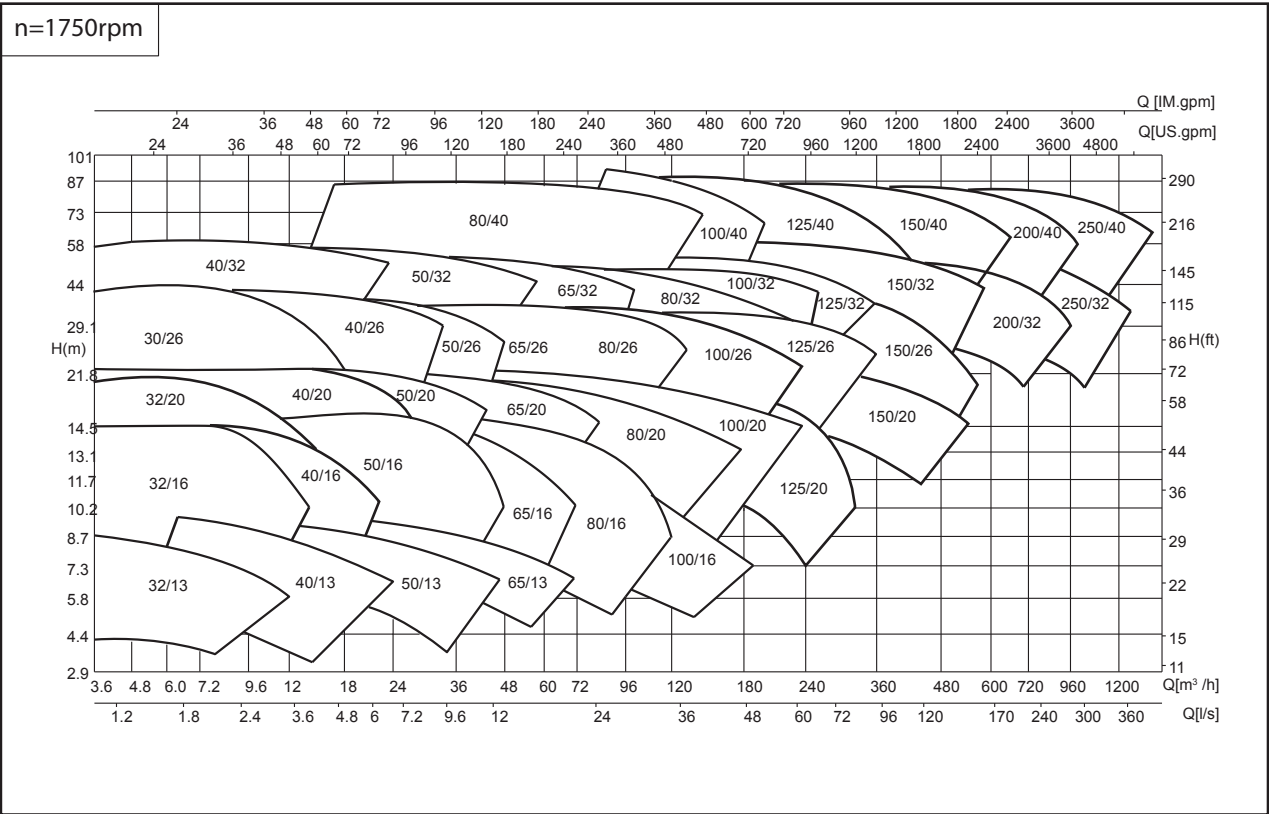 n=1750rpm
Q [IM.gpm]
24 36 48 60 72 96 120 180 240 360 480 600 720 960 1200 1800 2400 3600
Q[US.gpm]
24 36 48 60 72 96 120 180 240 360 480 720 960 1200 1800 2400 3600 4800
101
87 290
73 216
58
44 145
115
29.1 86
H(m) H(ft)
21.8 72
58
14.5 44
13.1
11.7 36
10.2
8.7 29
7.3 22
5.8
4.4 15
2.9 11
80/40 100/40 125/40 150/40 200/40 250/40
40/32 50/32 65/32 80/32 100/32 125/32 150/32 200/32 250/32
30/26 40/26 50/26 65/26 80/26 100/26 125/26 150/26
32/20 40/20 50/20 65/20 80/20 100/20 125/20 150/20
32/16 40/16 50/16 65/16 80/16 100/16
32/13 40/13 50/13 65/13
3.6 4.8 6.0 7.2 9.6 12 18 24 36 48 60 72 96 120 180 240 360 480 600 720 960 1200 Q[m³ /h]
1.2 1.8 2.4 3.6 4.8 6 7.2 9.6 12 24 36 48 60 72 96 120 170 240 300 360 Q[l/s]